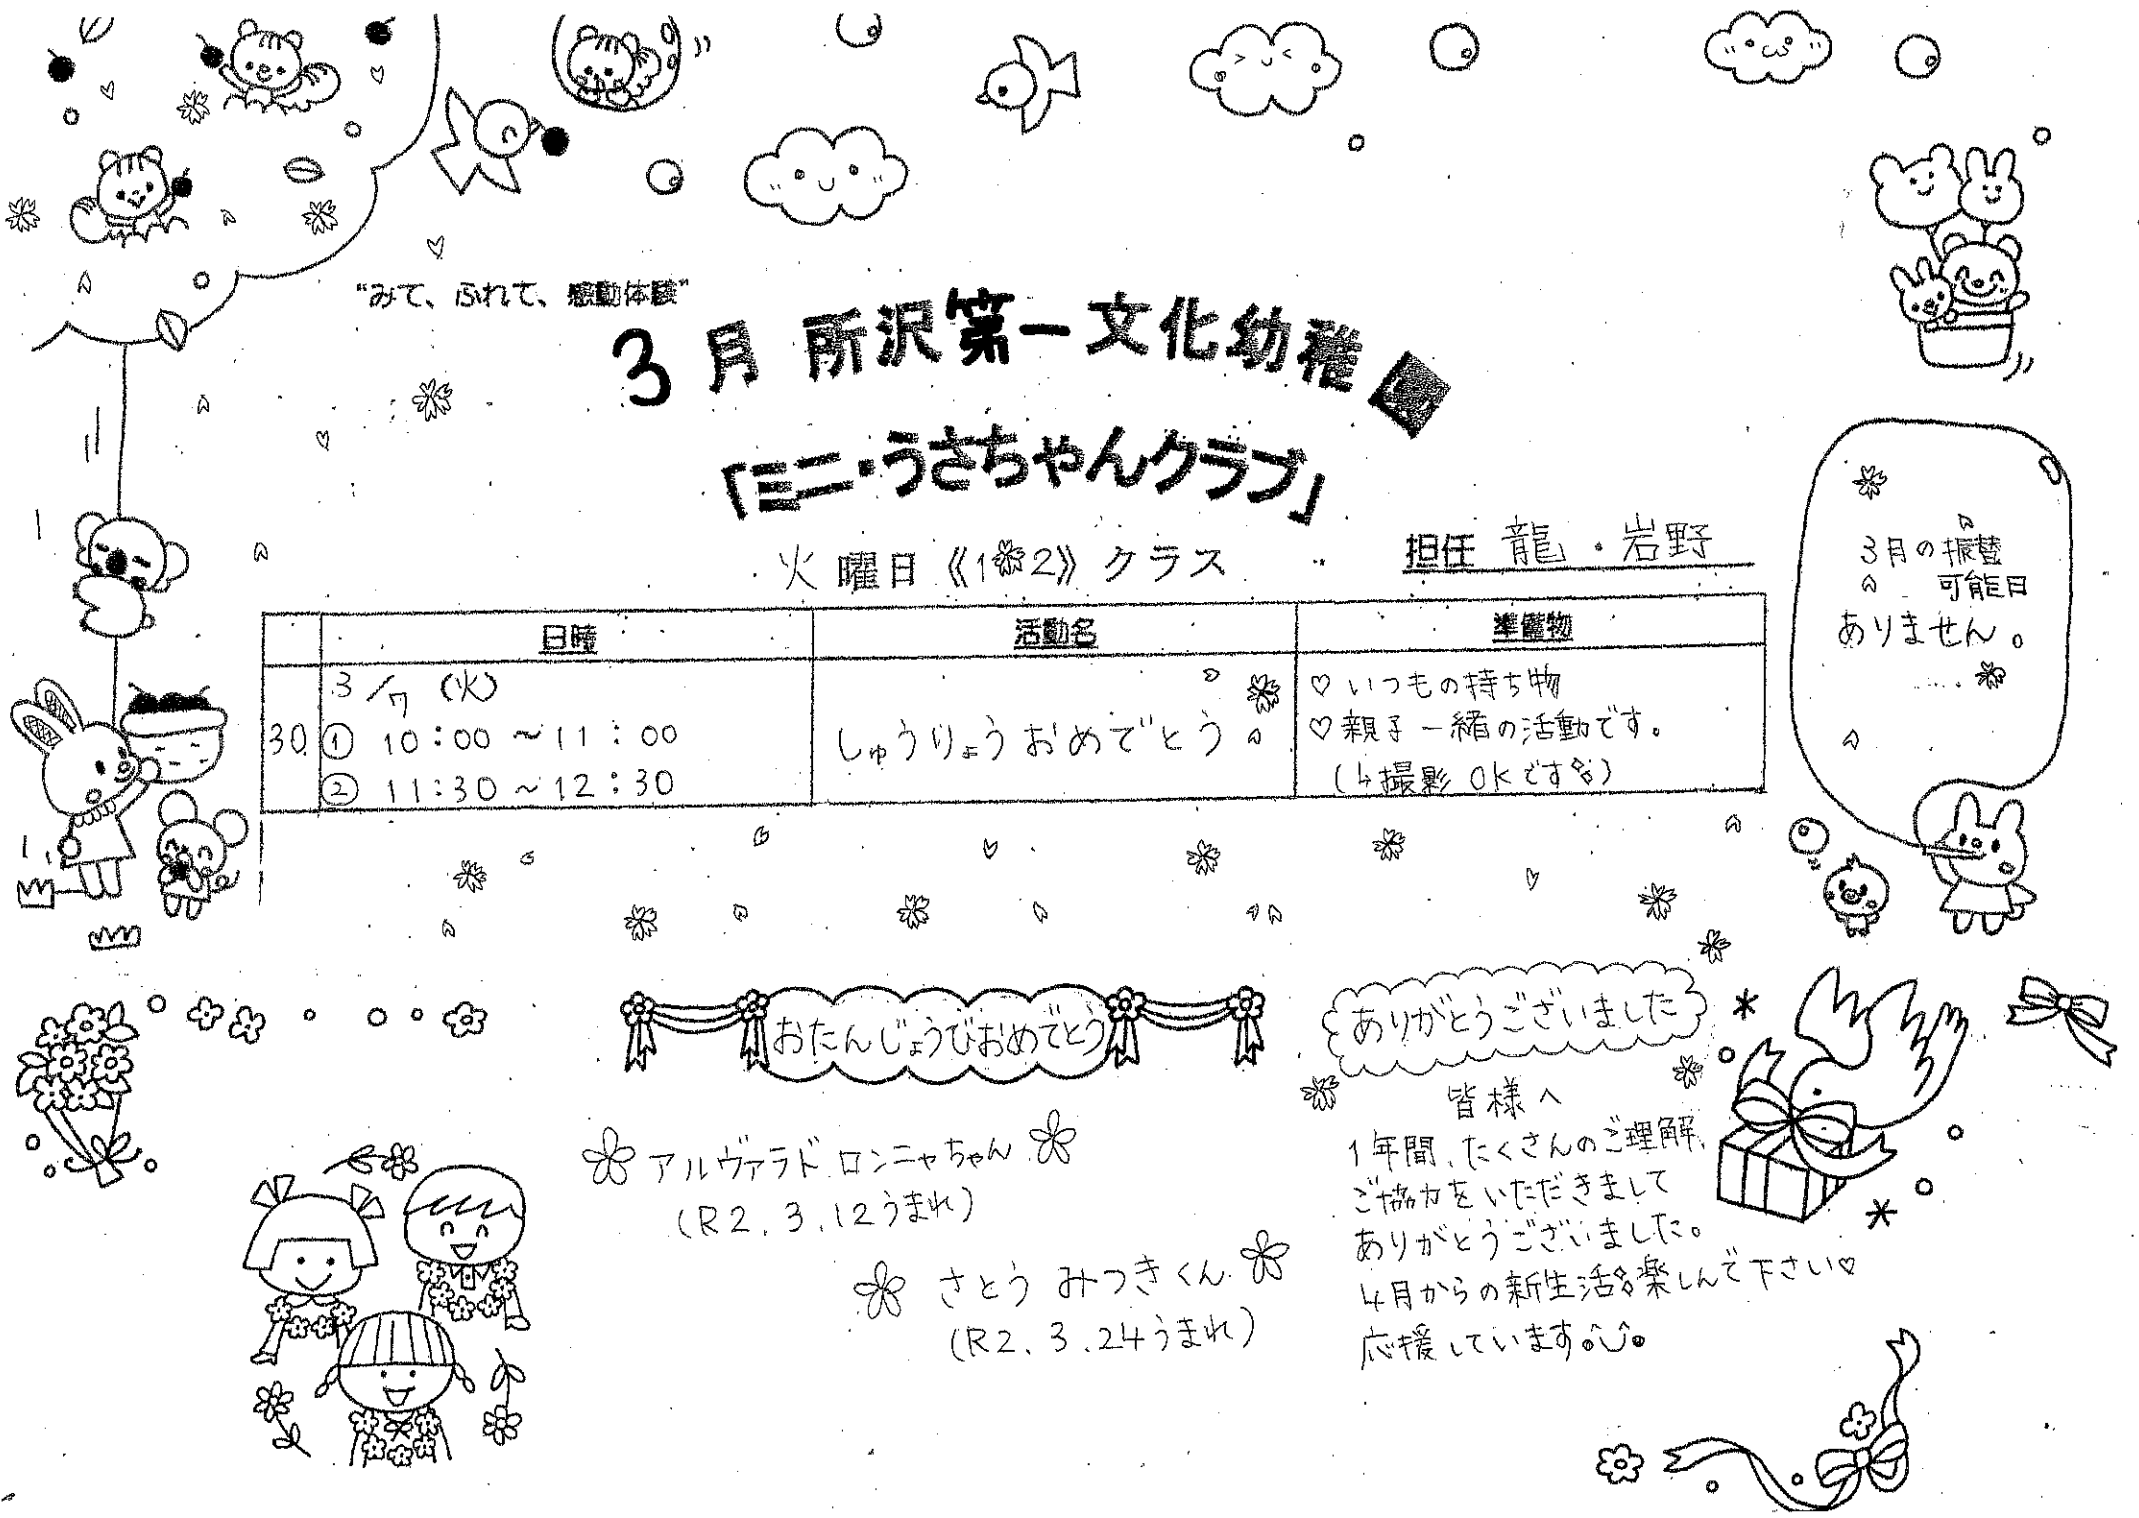 “みて、ふれて、感動体験”
3月 所沢第一文化幼稚園
「ミニ・うさちゃんクラブ」
火曜日《1❀2》クラス
担任 龍・岩野
3月の振替
可能日
ありません。
日時 活動名 準備物
30. 3/7 (火)
① 10:00~11:00
② 11:30~12:30
しゅうりょうおめでとう
♡いつもの持ち物
♡親子一緒の活動です。
(↳撮影OKです)
おたんじょうびおめでとう
アルヴァラド ロンニャちゃん
(R2.3.12うまれ)
さとう みつきくん
(R2.3.24うまれ)
ありがとうございました
皆様へ
1年間、たくさんのご理解、
ご協力をいただきまして
ありがとうございました。
4月からの新生活楽しんで下さい♡
応援しています。